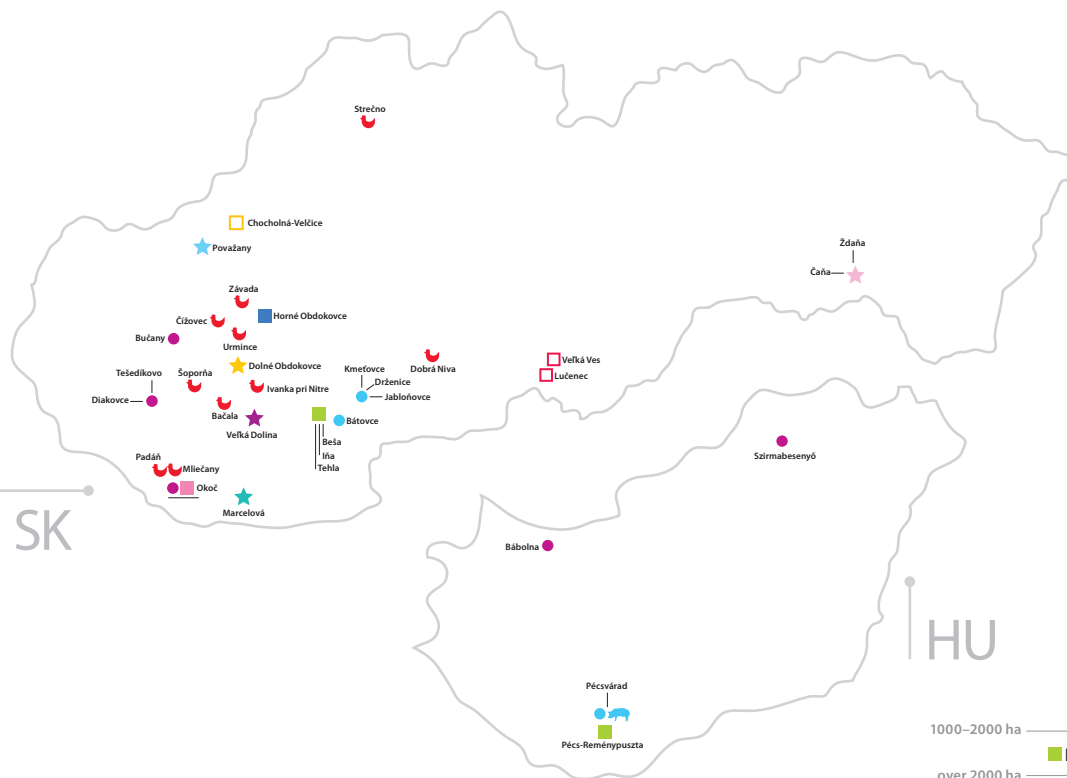 Strečno
Chocholná-Velčice
Považany
Ždaňa
Čaňa
Závada
Čížovec
Horné Obdokovce
Bučany
Urmince
Veľká Ves
Dolné Obdokovce
Kmeťovce
Dobrá Niva
Lučenec
Tešedíkovo
Šoporňa
Drženice
Ivanka pri Nitre
Jabloňovce
Diakovce
Bačala
Bátovce
Veľká Dolina
Beša
Iňa
Tehla
Padáň
Mliečany
Szirmabesenyő
Okoč
Marcelová
SK
Bábolna
HU
Pécsvárad
Pécs-Reménypuszta
1000–2000 ha
over 2000 ha